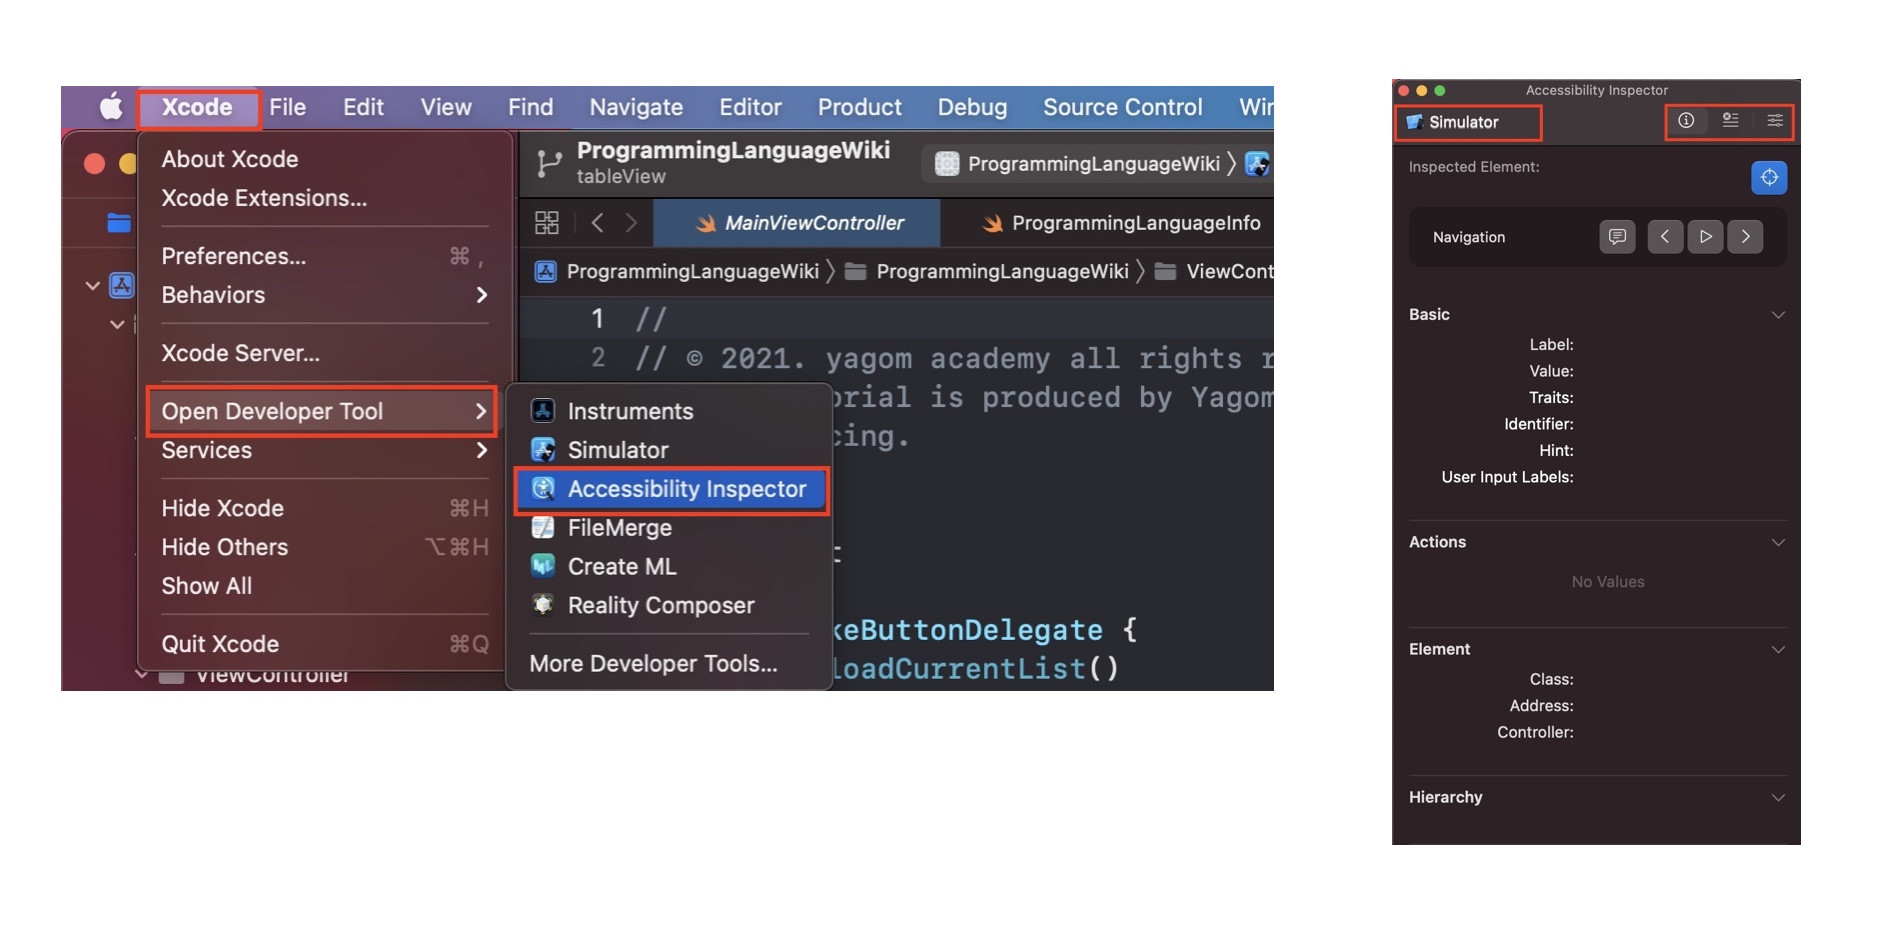 Xcode File Edit View Find Navigate Editor Product Debug Source Control
About Xcode
Xcode Extensions...
Preferences... ⌘ ,
Behaviors
Xcode Server...
Open Developer Tool
Services
Hide Xcode ⌘H
Hide Others ⌥⌘H
Show All
Quit Xcode ⌘Q
ViewController
Instruments
Simulator
Accessibility Inspector
FileMerge
Create ML
Reality Composer
More Developer Tools...
ProgrammingLanguageWiki
tableView
ProgrammingLanguageWiki
MainViewController ProgrammingLanguageInfo
ProgrammingLanguageWiki ProgrammingLanguageWiki ViewCont
1 //
2 // © 2021. yagom academy all rights r
orial is produced by Yagom
cing.
t
keButtonDelegate {
loadCurrentList()
Accessibility Inspector
Simulator
Inspected Element:
Navigation
Basic
Label:
Value:
Traits:
Identifier:
Hint:
User Input Labels:
Actions
No Values
Element
Class:
Address:
Controller:
Hierarchy